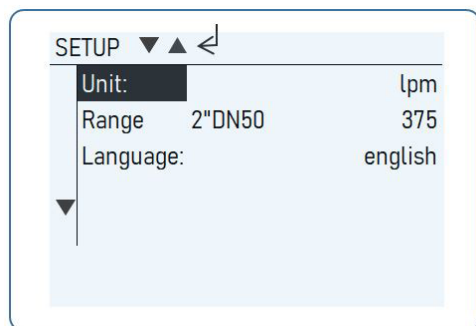 SETUP ▼ ▲ ↵
Unit: lpm
Range 2"DN50 375
Language: english
▼